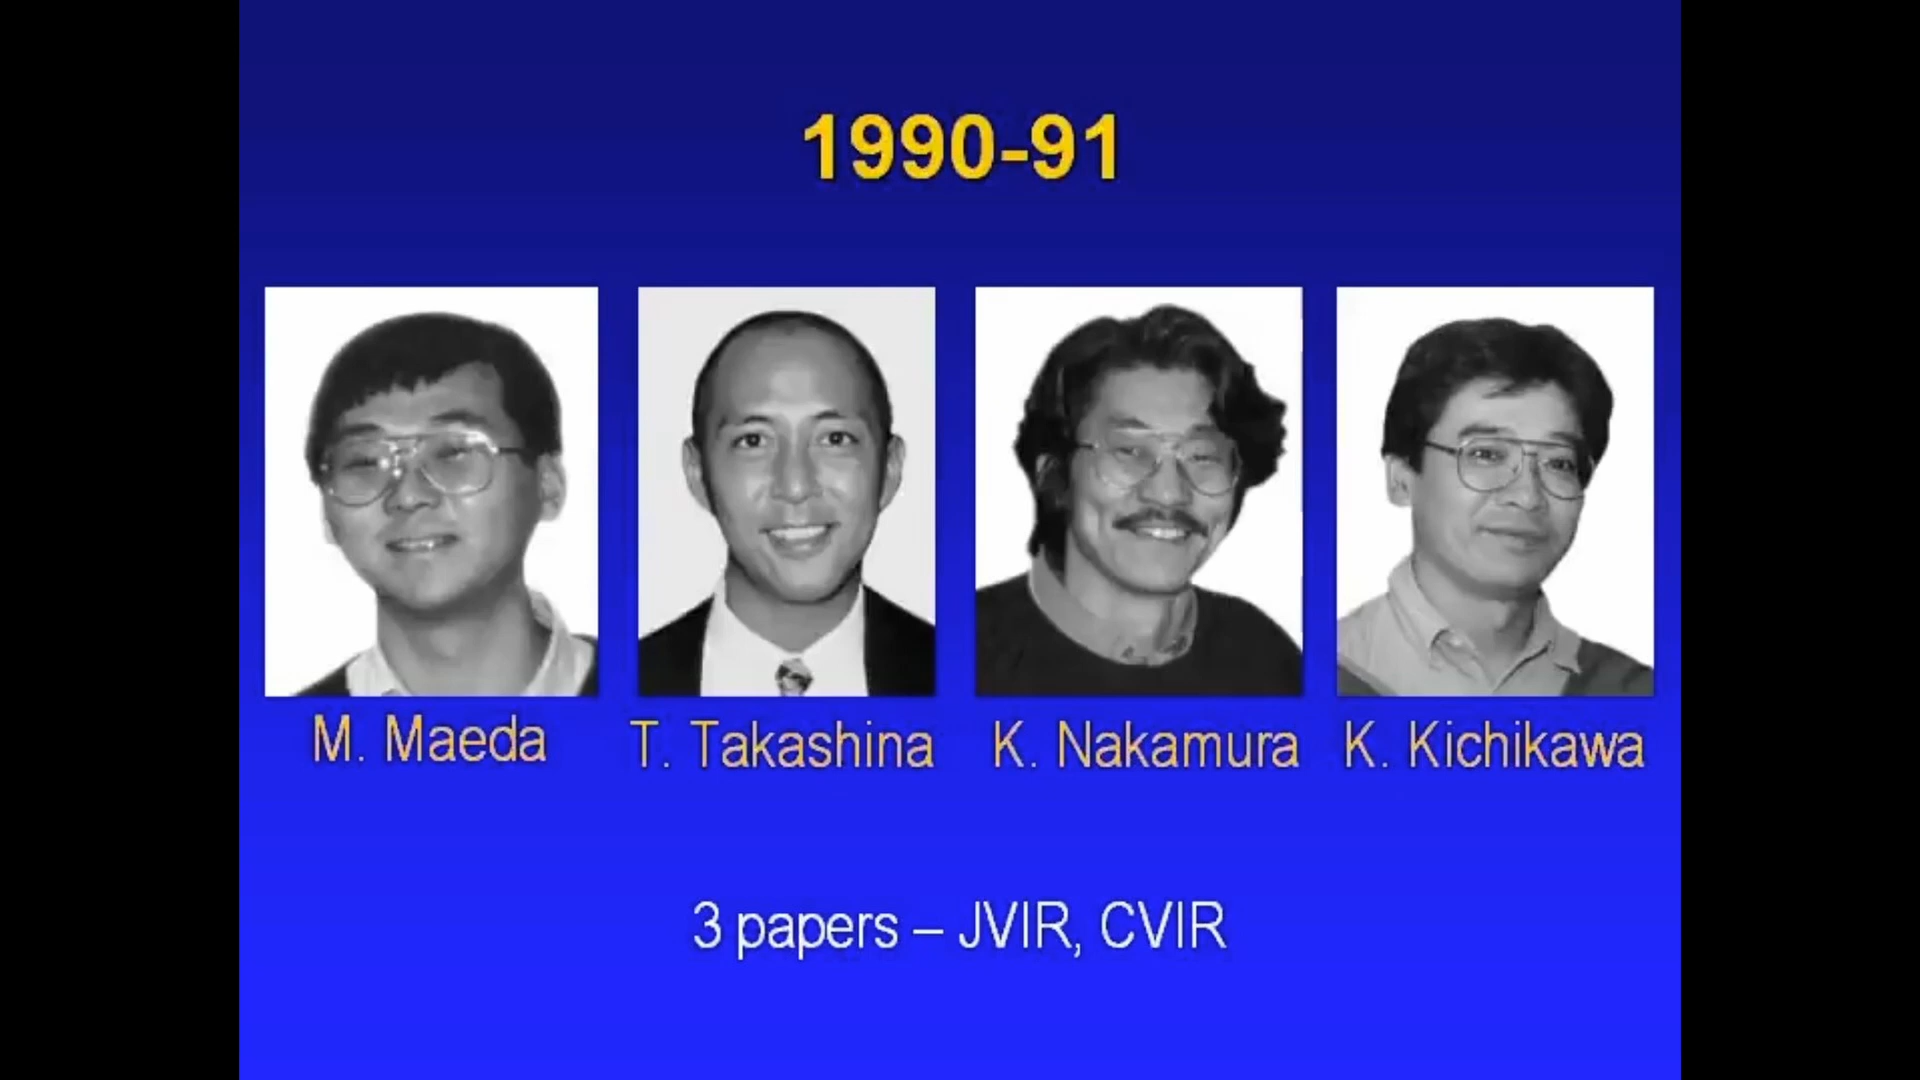 1990-91
M. Maeda
T. Takashina
K. Nakamura
K. Kichikawa
3 papers – JVIR, CVIR